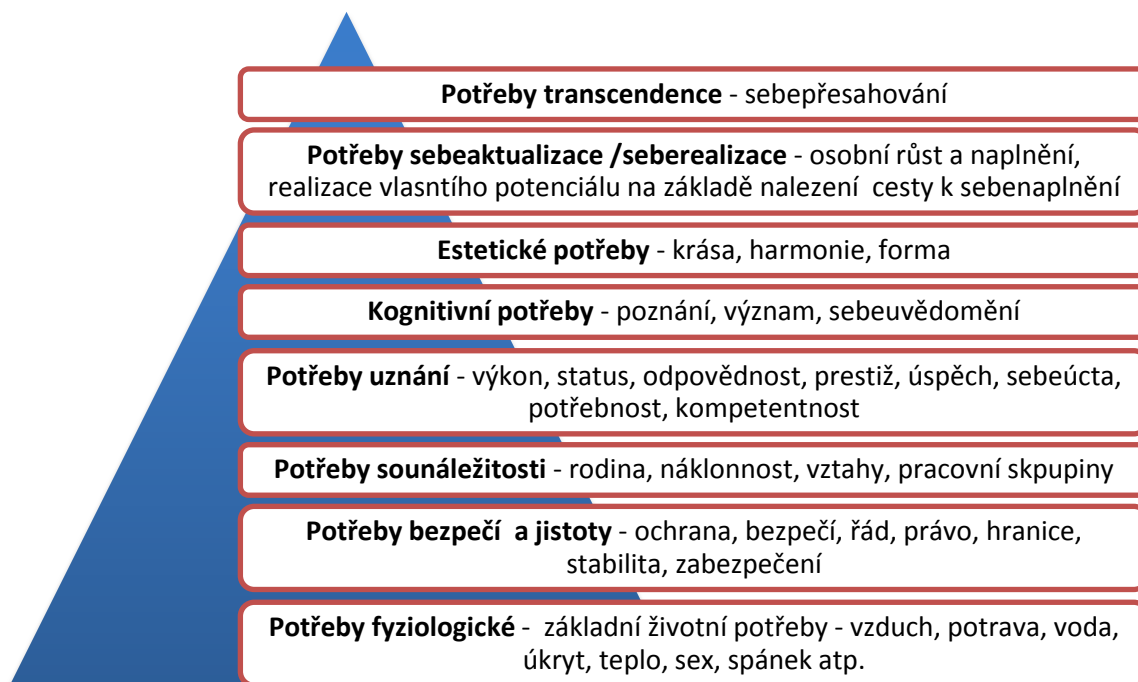 Potřeby transcendence - sebepřesahování
Potřeby sebeaktualizace /seberealizace - osobní růst a naplnění,
realizace vlasntího potenciálu na základě nalezení  cesty k sebenaplnění
Estetické potřeby - krása, harmonie, forma
Kognitivní potřeby - poznání, význam, sebeuvědomění
Potřeby uznání - výkon, status, odpovědnost, prestiž, úspěch, sebeúcta,
potřebnost, kompetentnost
Potřeby sounáležitosti - rodina, náklonnost, vztahy, pracovní skpupiny
Potřeby bezpečí  a jistoty - ochrana, bezpečí, řád, právo, hranice,
stabilita, zabezpečení
Potřeby fyziologické -  základní životní potřeby - vzduch, potrava, voda,
úkryt, teplo, sex, spánek atp.